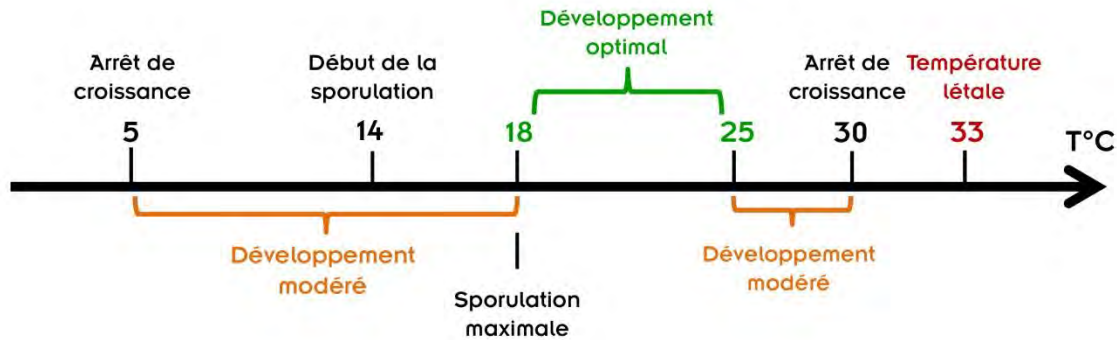 Développement
optimal
Arrêt de
croissance
Début de la
sporulation
Arrêt de
croissance
Température
létale
5
14
18
25
30
33
T°C
Développement
modéré
Développement
modéré
Sporulation
maximale